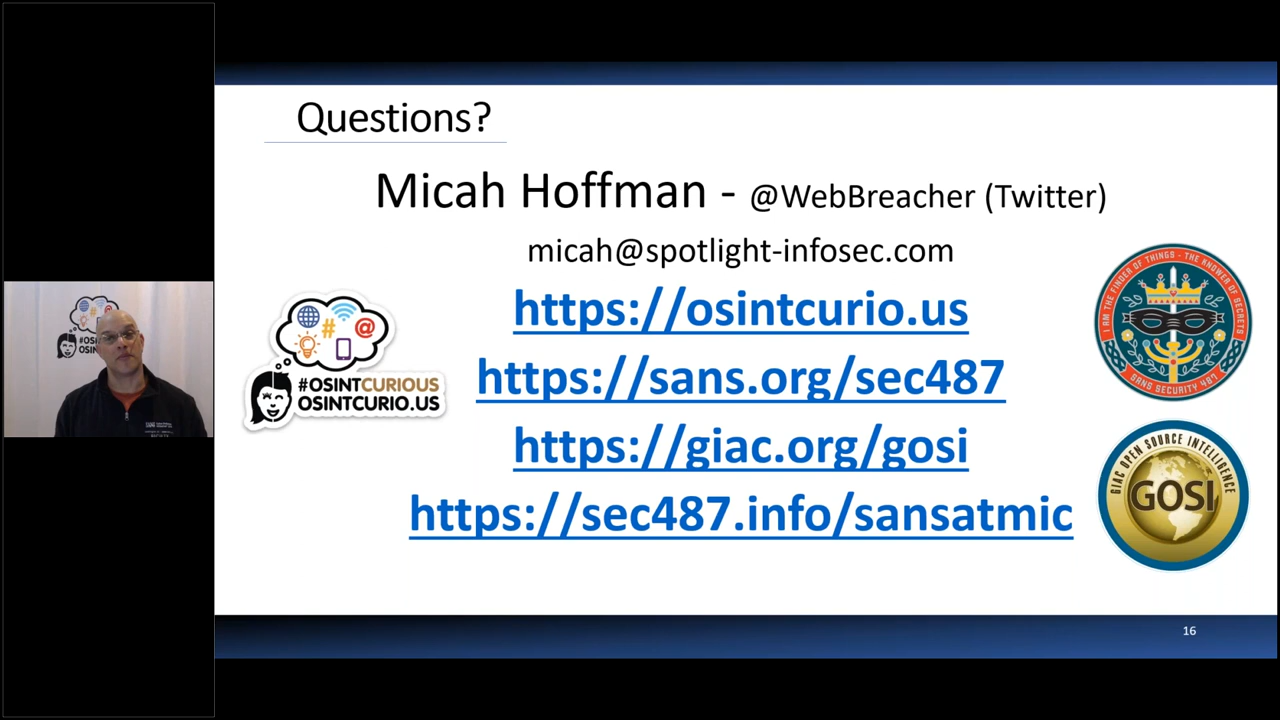 Questions?
Micah Hoffman - @WebBreacher (Twitter)
micah@spotlight-infosec.com
https://osintcurio.us
https://sans.org/sec487
https://giac.org/gosi
https://sec487.info/sansatmic
#OSINTCURIOUS
OSINTCURIO.US
I AM THE FINDER OF THINGS - THE KNOWER OF SECRETS
SANS SECURITY 487
GIAC OPEN SOURCE INTELLIGENCE
GOSI
16